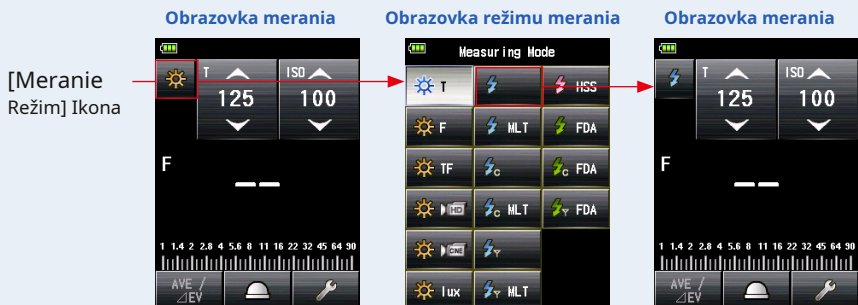 Obrazovka merania
Obrazovka režimu merania
Obrazovka merania
[Meranie
Režim] Ikona
T
125
ISO
100
F
1 1.4 2 2.8 4 5.6 8 11 16 22 32 45 64 90
AVE /
⊿EV
Measuring Mode
T
HSS
F
MLT
FDA
TF
C
C FDA
HD
C MLT
Y FDA
CINE
Y
lux
Y MLT
T
125
ISO
100
F
1 1.4 2 2.8 4 5.6 8 11 16 22 32 45 64 90
AVE /
⊿EV